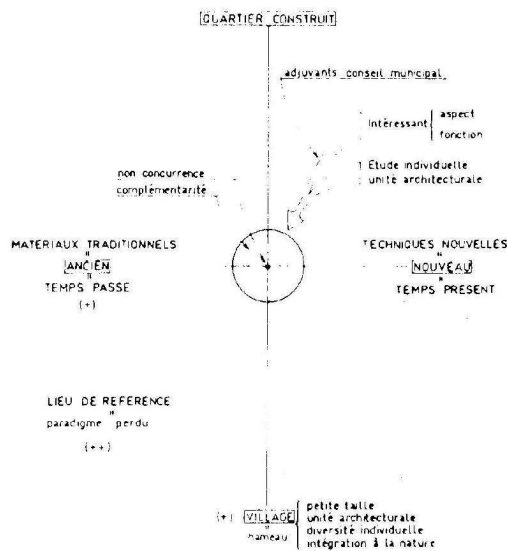 QUARTIER CONSTRUIT
adjuvants conseil municipal
Intéressant { aspect
fonction
1 Etude individuelle
unité architecturale
non concurrence
complémentarité
MATERIAUX TRADITIONNELS
"
ANCIEN
"
TEMPS PASSE
(+)
TECHNIQUES NOUVELLES
"
NOUVEAU
"
TEMPS PRESENT
LIEU DE REFERENCE
"
paradigme perdu
(++)
(+) VILLAGE { petite taille
unité architecturale
"
hameau
diversité individuelle
intégration à la nature